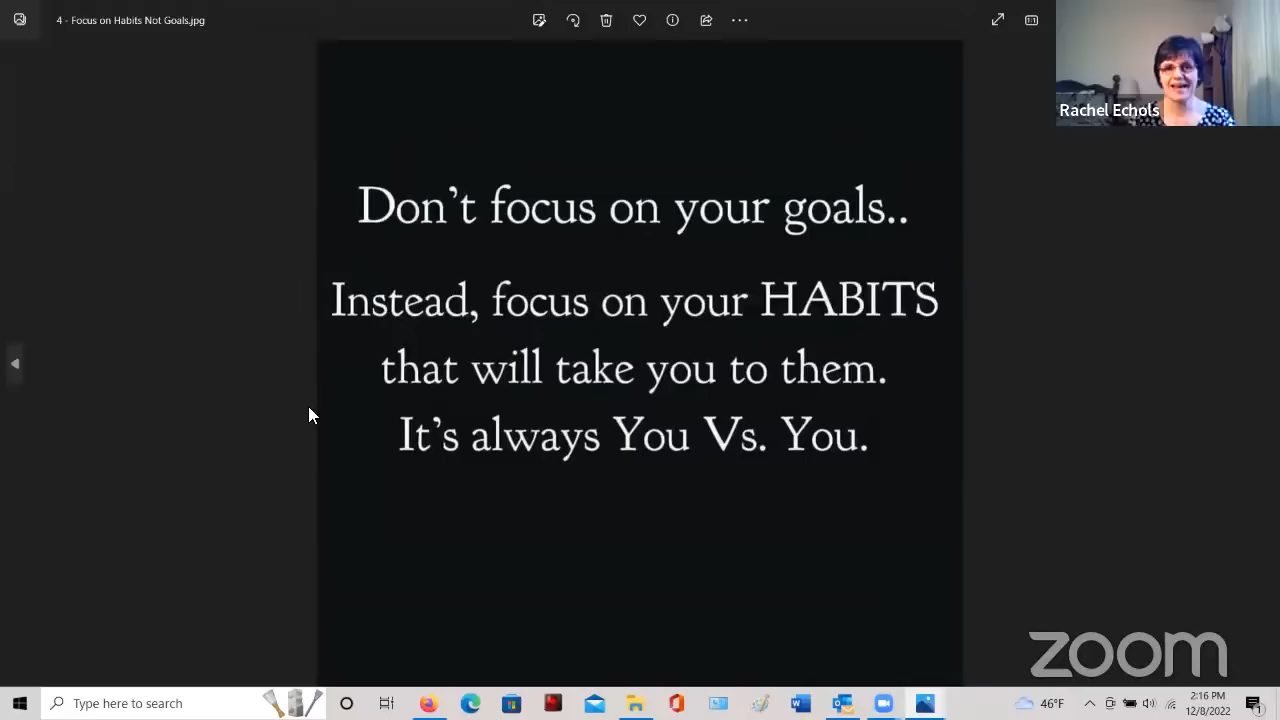 4 - Focus on Habits Not Goals.jpg
Rachel Echols
Don't focus on your goals..
Instead, focus on your HABITS
that will take you to them.
It's always You Vs. You.
zoom
Type here to search
46°F
2:16 PM
12/8/2022